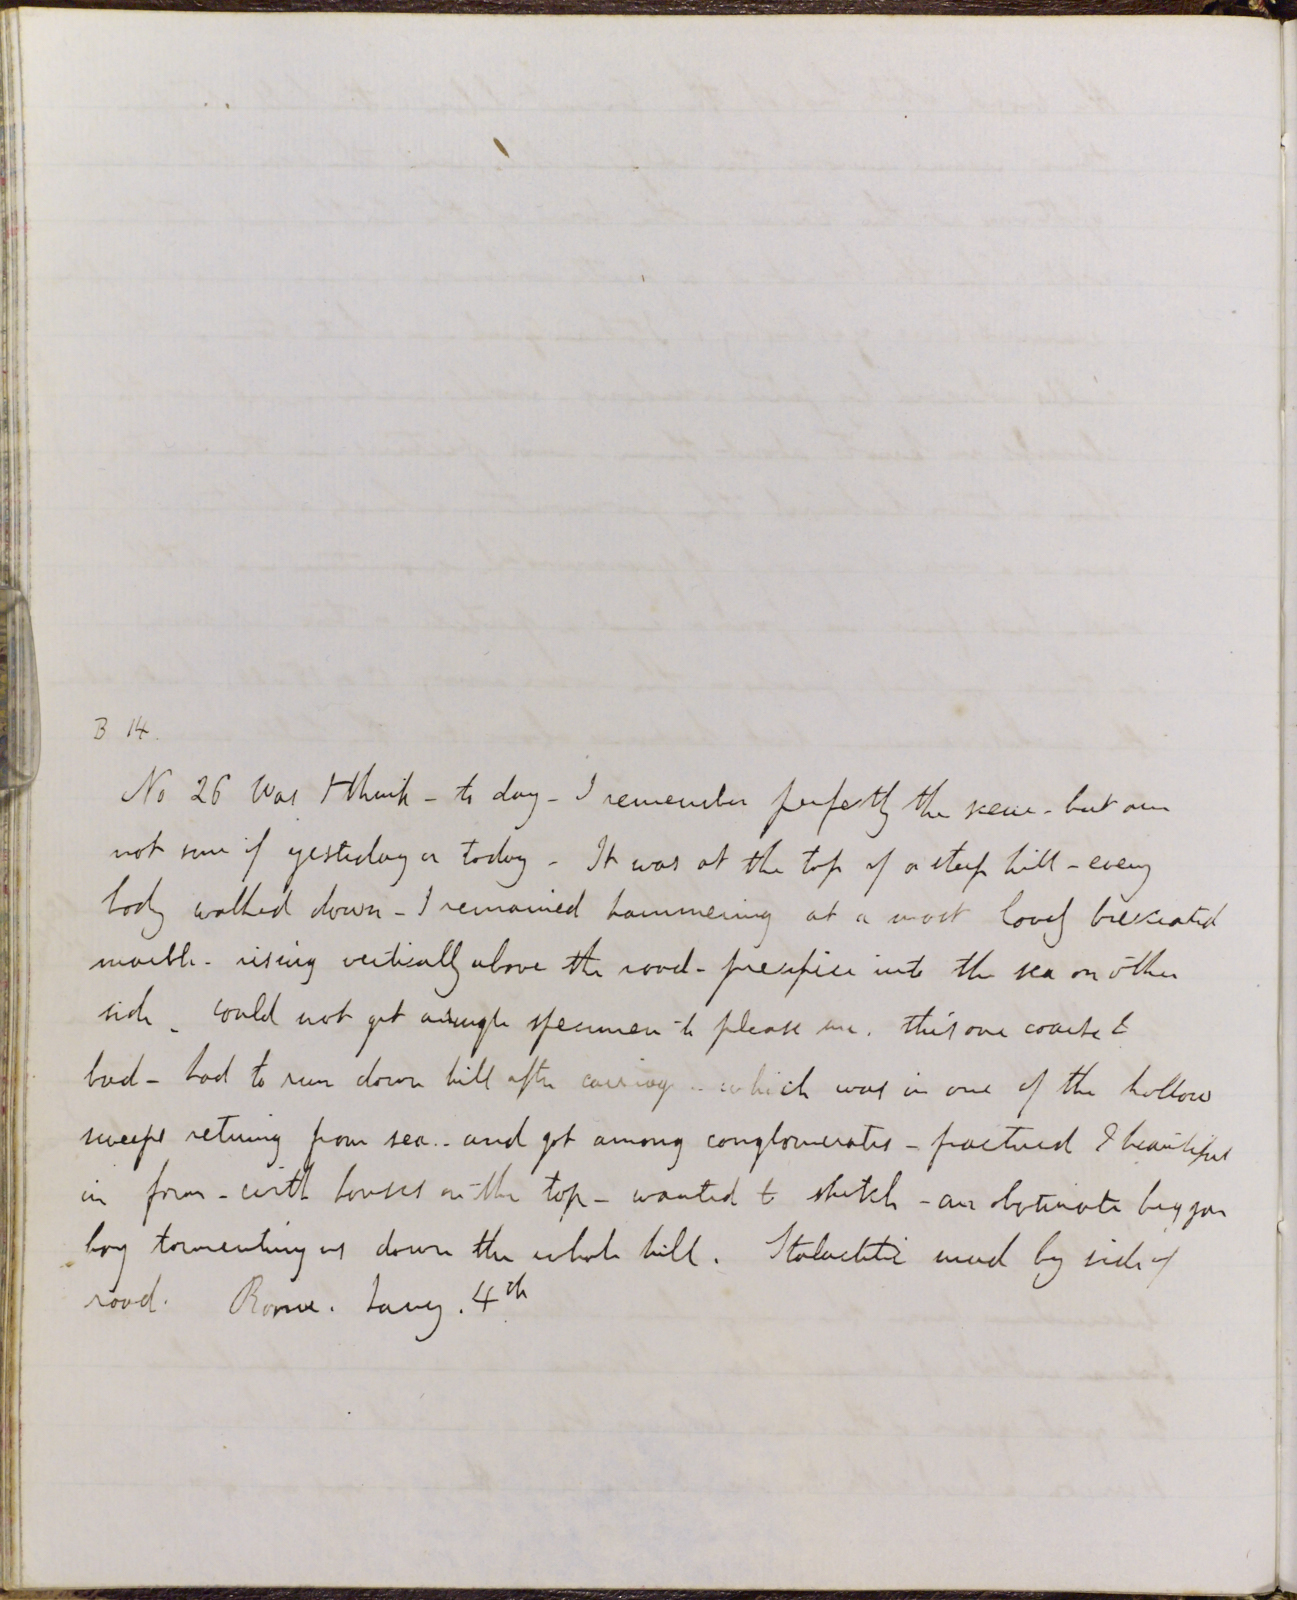 B 14.
No 26 Was I think - to day - I remember perfectly the scene - but am
not sure if yesterday or today - It was at the top of a steep hill - every
body walked down - I remained hammering at a most lovely brecciated
marble - rising vertically above the road - precipice into the sea on other
side - could not get a single specimen to please me. this one coarse &
bad - had to run down hill after carriage - which was in one of the hollow
sweeps retiring from sea - and got among conglomerates - fractured & beautiful
in form - with houses on the top - wanted to sketch - an obstinate beggar
boy tormenting us down the whole hill. Stalactitic mud by side of
road. Rome. Jany. 4th